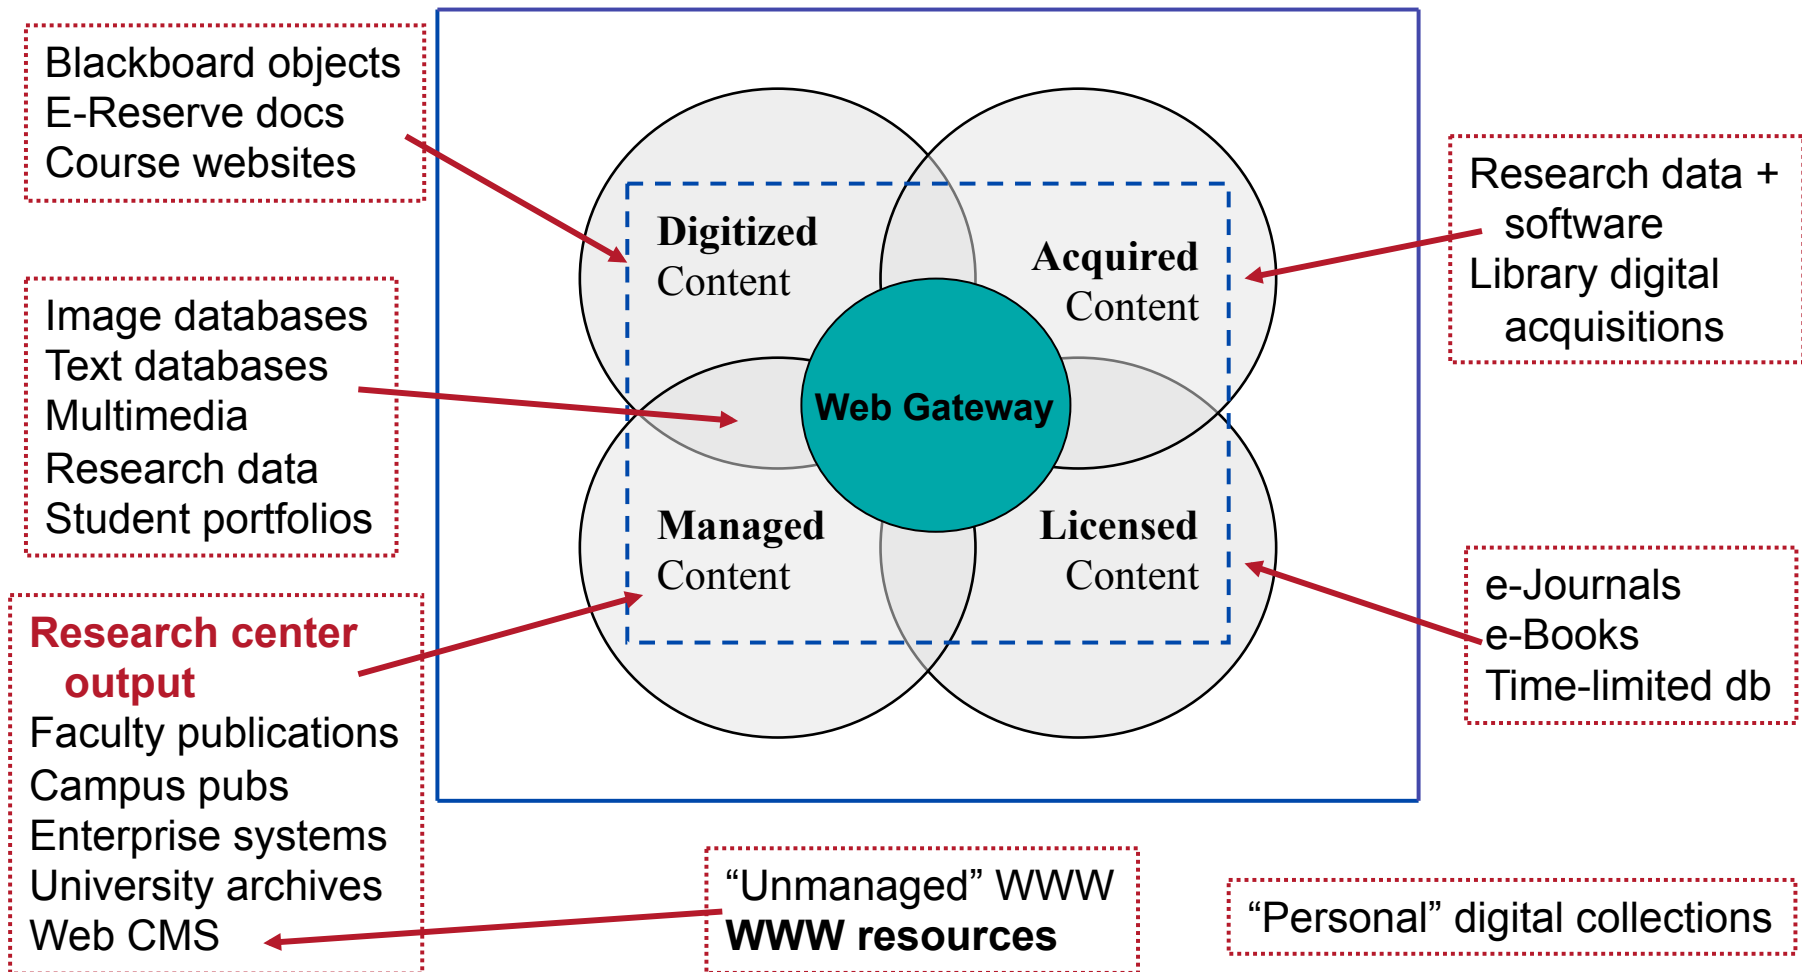 Blackboard objects
E-Reserve docs
Course websites
Image databases
Text databases
Multimedia
Research data
Student portfolios
Research center
output
Faculty publications
Campus pubs
Enterprise systems
University archives
Web CMS
Digitized
Content
Acquired
Content
Web Gateway
Managed
Content
Licensed
Content
Research data +
software
Library digital
acquisitions
e-Journals
e-Books
Time-limited db
“Unmanaged” WWW
WWW resources
“Personal” digital collections